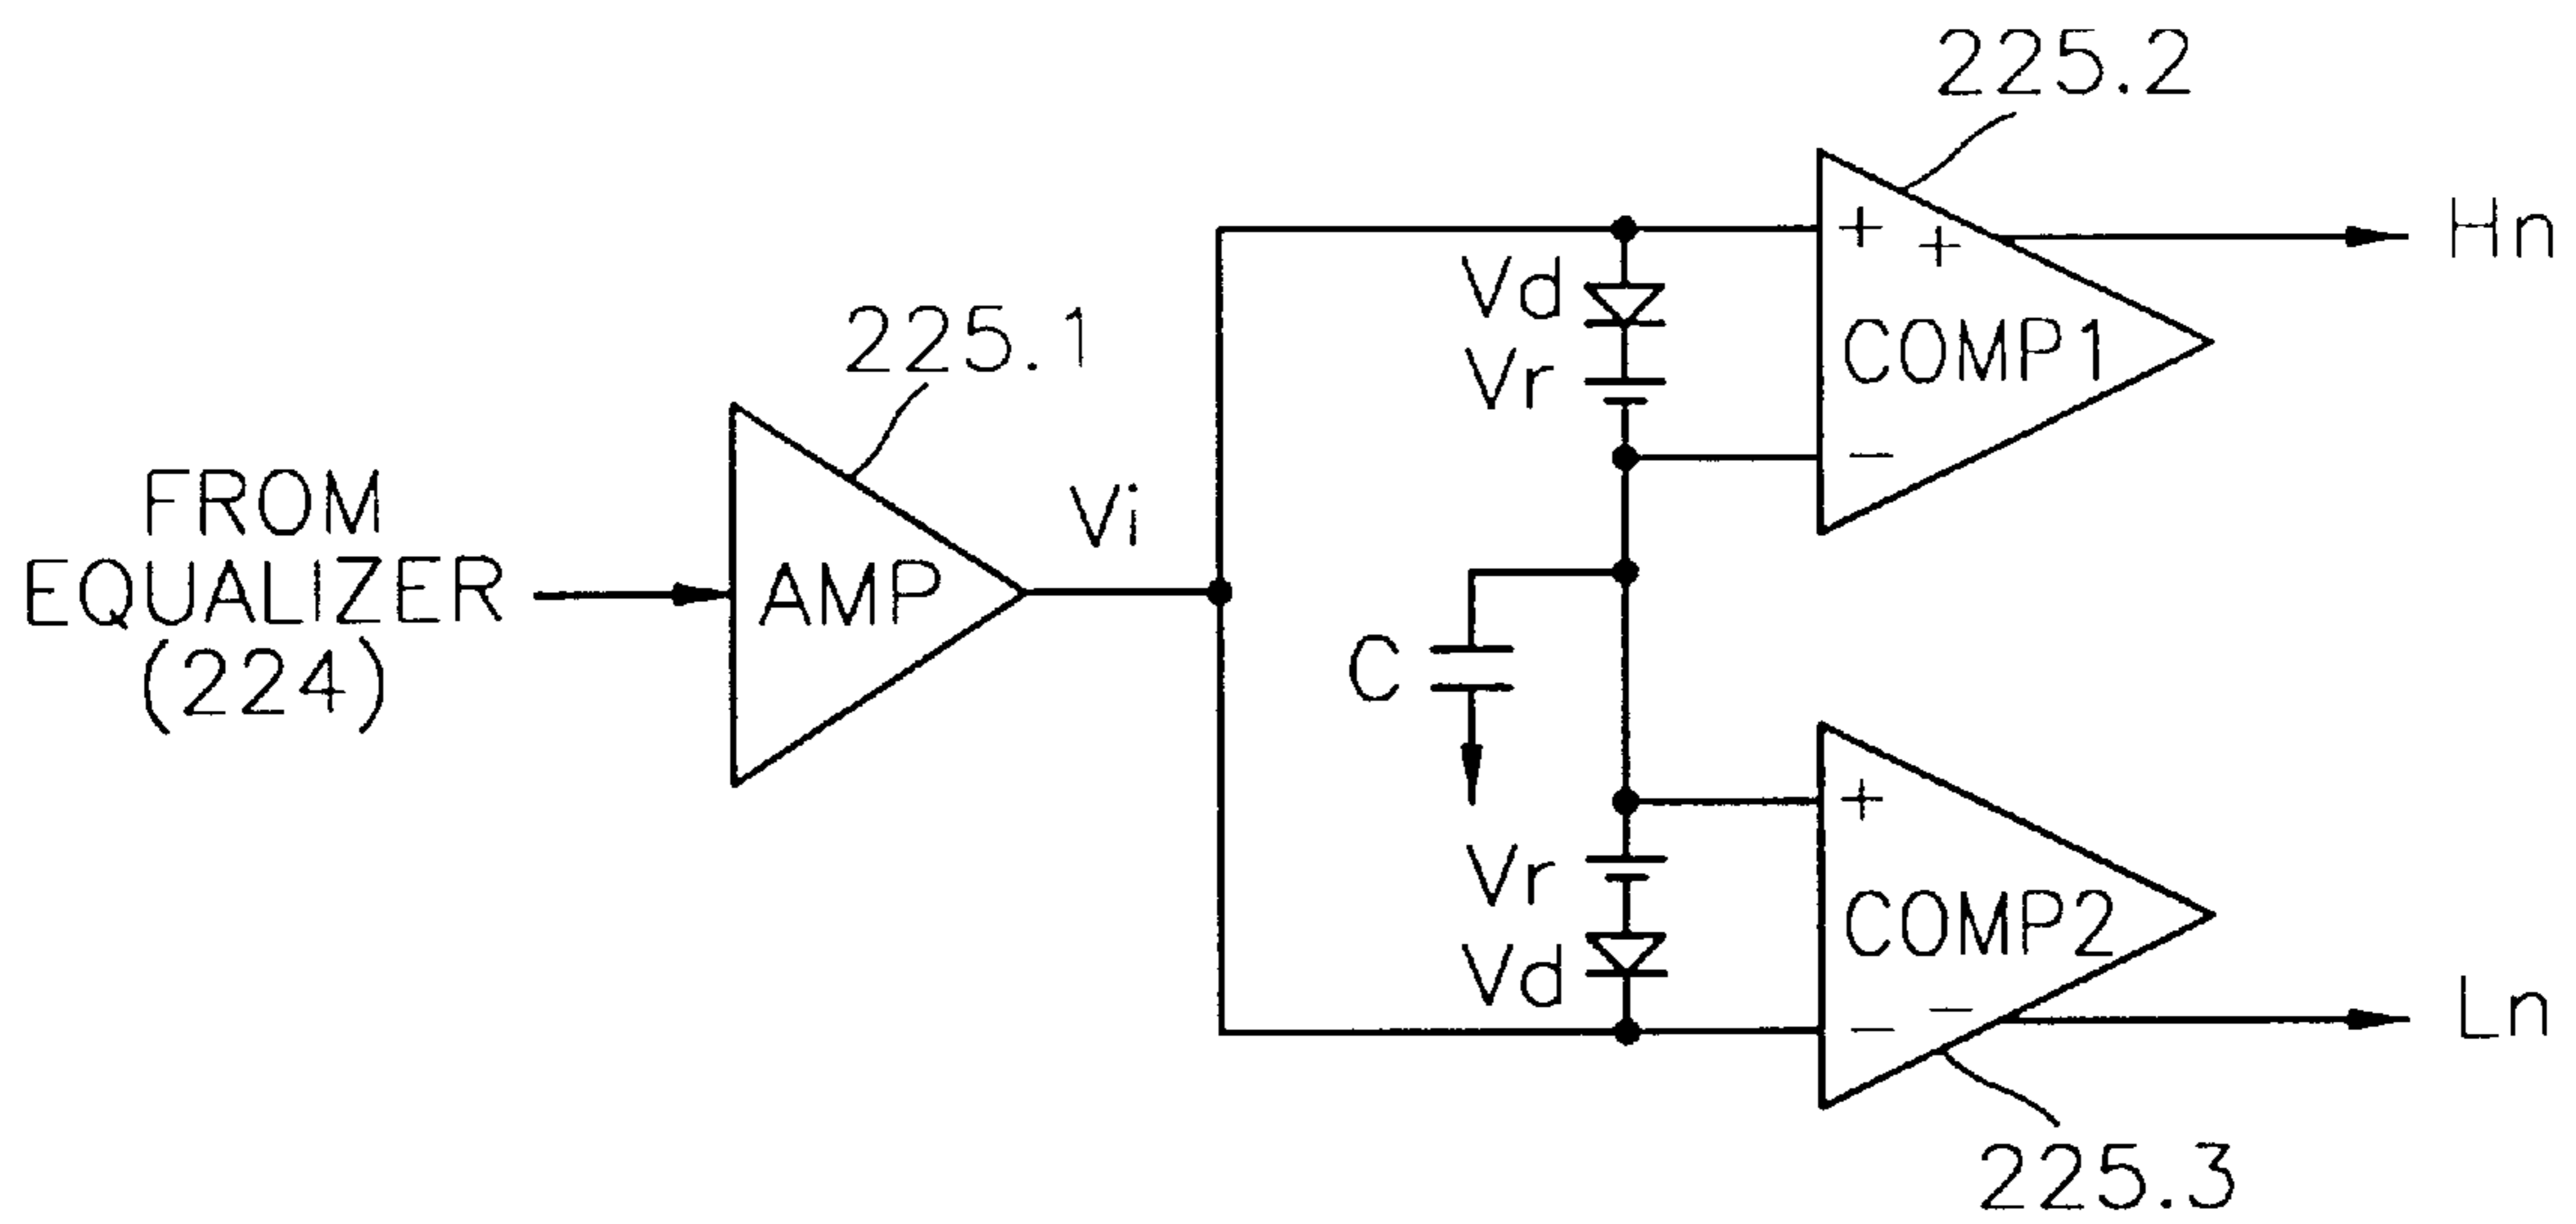 225.2
Hn
+
+
Vd
225.1
COMP1
Vr
−
FROM
Vi
EQUALIZER
AMP
(224)
C
+
Vr
COMP2
Vd
−
−
Ln
225.3